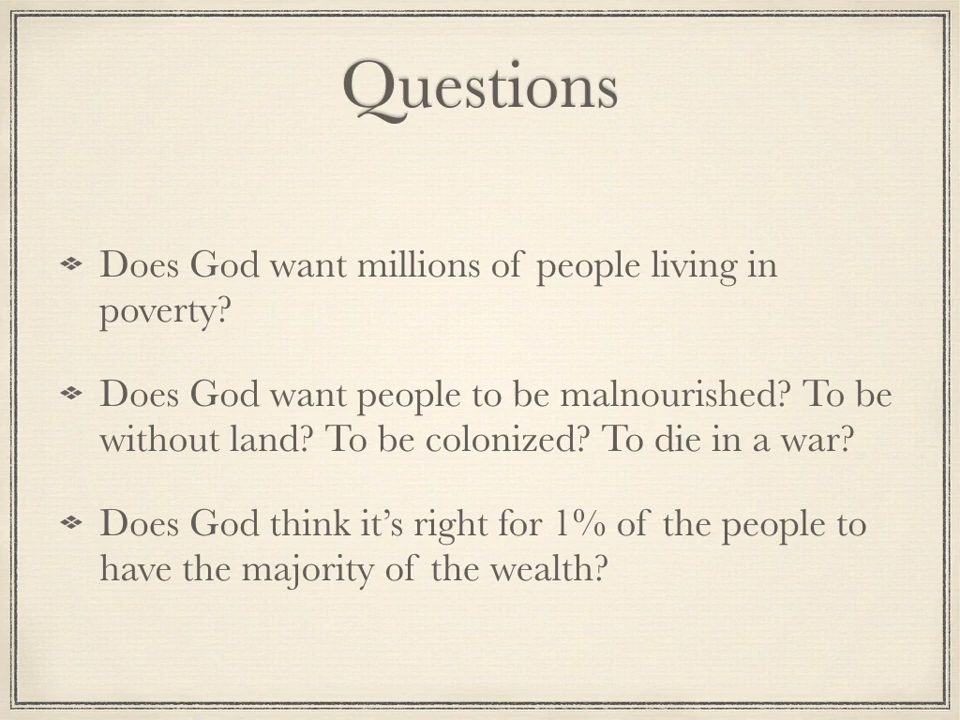 Questions
Does God want millions of people living in
poverty?
Does God want people to be malnourished? To be
without land? To be colonized? To die in a war?
Does God think it’s right for 1% of the people to
have the majority of the wealth?